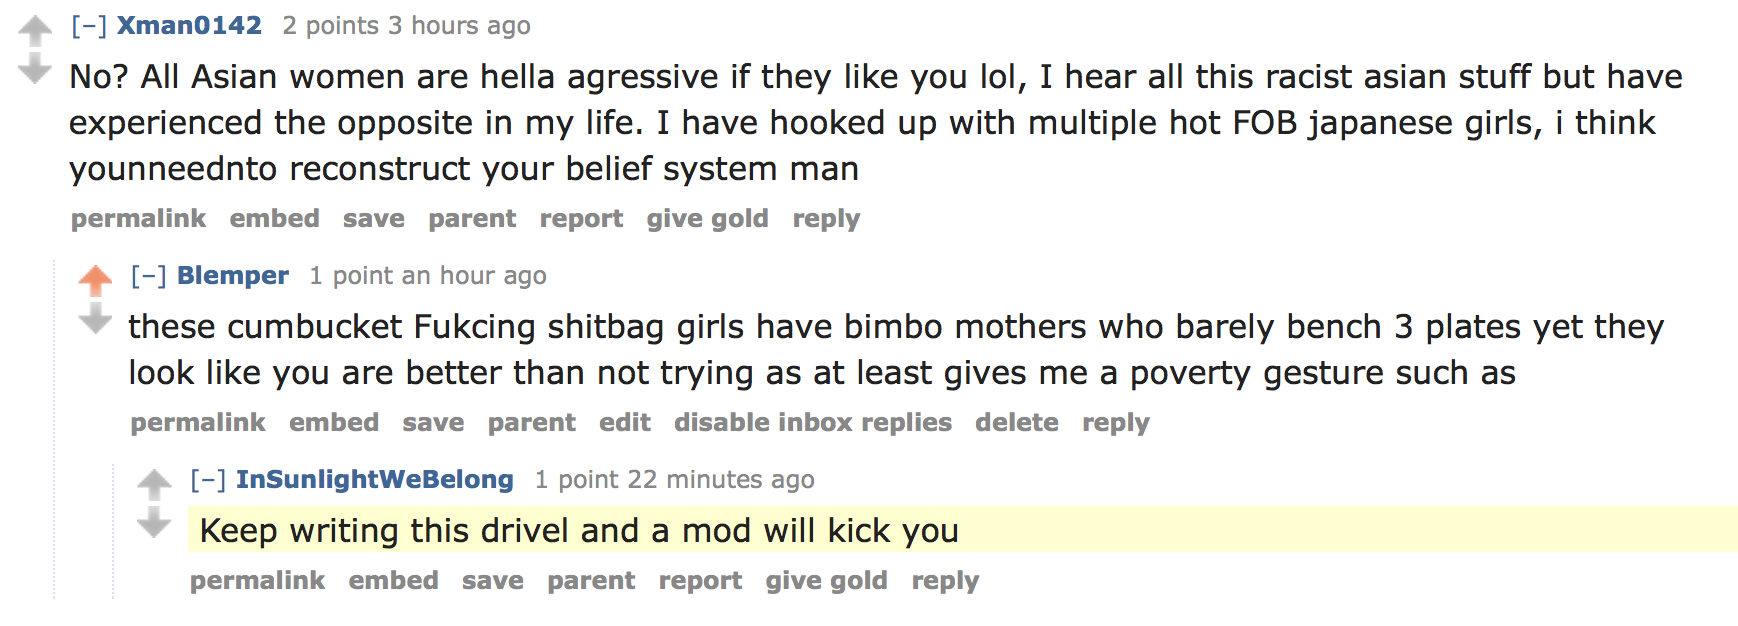 [–] Xman0142 2 points 3 hours ago
No? All Asian women are hella agressive if they like you lol, I hear all this racist asian stuff but have
experienced the opposite in my life. I have hooked up with multiple hot FOB japanese girls, i think
younneednto reconstruct your belief system man
permalink embed save parent report give gold reply
[–] Blemper 1 point an hour ago
these cumbucket Fukcing shitbag girls have bimbo mothers who barely bench 3 plates yet they
look like you are better than not trying as at least gives me a poverty gesture such as
permalink embed save parent edit disable inbox replies delete reply
[–] InSunlightWeBelong 1 point 22 minutes ago
Keep writing this drivel and a mod will kick you
permalink embed save parent report give gold reply